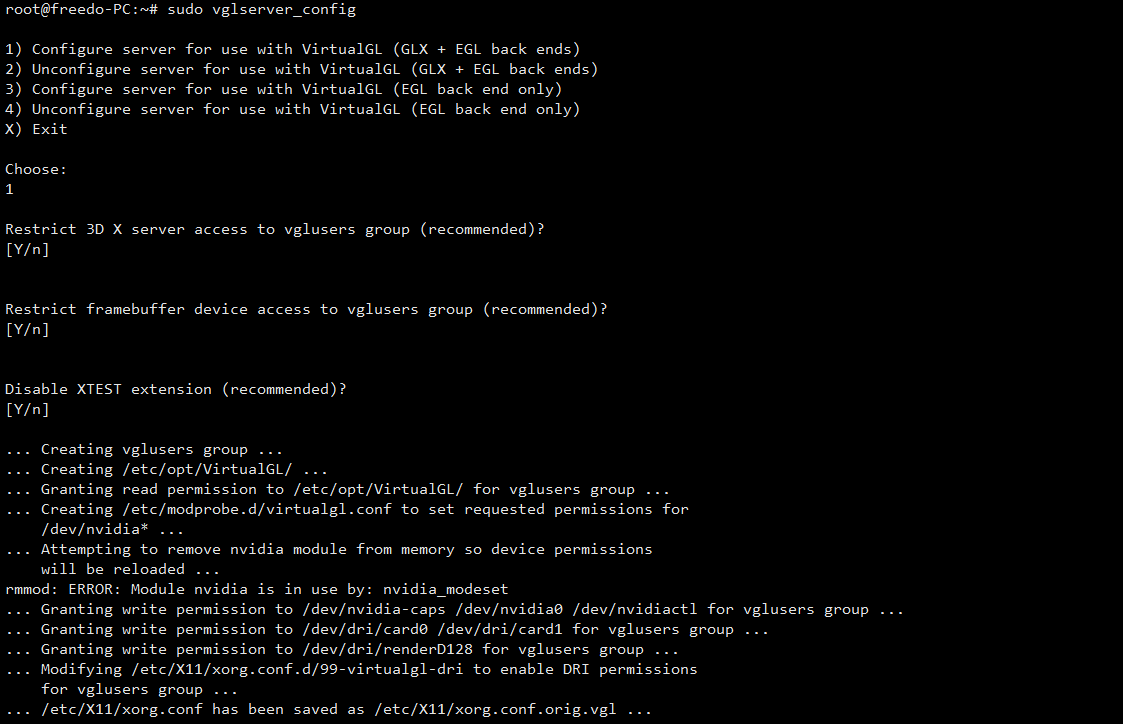 root@freedo-PC:~# sudo vglserver_config
1) Configure server for use with VirtualGL (GLX + EGL back ends)
2) Unconfigure server for use with VirtualGL (GLX + EGL back ends)
3) Configure server for use with VirtualGL (EGL back end only)
4) Unconfigure server for use with VirtualGL (EGL back end only)
X) Exit
Choose:
1
Restrict 3D X server access to vglusers group (recommended)?
[Y/n]
Restrict framebuffer device access to vglusers group (recommended)?
[Y/n]
Disable XTEST extension (recommended)?
[Y/n]
... Creating vglusers group ...
... Creating /etc/opt/VirtualGL/ ...
... Granting read permission to /etc/opt/VirtualGL/ for vglusers group ...
... Creating /etc/modprobe.d/virtualgl.conf to set requested permissions for
/dev/nvidia* ...
... Attempting to remove nvidia module from memory so device permissions
will be reloaded ...
rmmod: ERROR: Module nvidia is in use by: nvidia_modeset
... Granting write permission to /dev/nvidia-caps /dev/nvidia0 /dev/nvidiactl for vglusers group ...
... Granting write permission to /dev/dri/card0 /dev/dri/card1 for vglusers group ...
... Granting write permission to /dev/dri/renderD128 for vglusers group ...
... Modifying /etc/X11/xorg.conf.d/99-virtualgl-dri to enable DRI permissions
for vglusers group ...
... /etc/X11/xorg.conf has been saved as /etc/X11/xorg.conf.orig.vgl ...